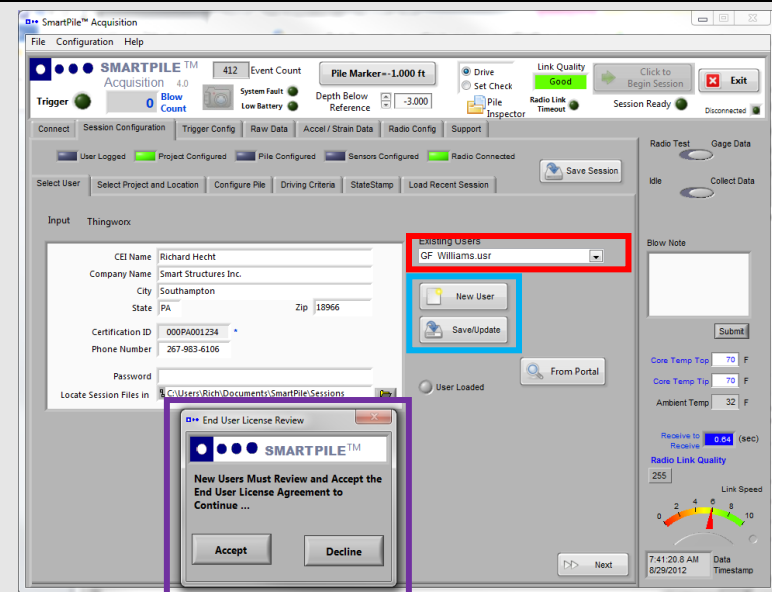 SmartPile™ Acquisition
File Configuration Help
SMARTPILE™
Acquisition 4.0
Trigger
0 Blow Count
412 Event Count
System Fault
Low Battery
Pile Marker=-1.000 ft
Depth Below Reference -3.000
Drive
Set Check
Pile Inspector
Link Quality
Good
Radio Link Timeout
Click to Begin Session
Session Ready
Exit
Disconnected
Connect Session Configuration Trigger Config Raw Data Accel / Strain Data Radio Config Support
User Logged Project Configured Pile Configured Sensors Configured Radio Connected
Save Session
Select User Select Project and Location Configure Pile Driving Criteria StateStamp Load Recent Session
Input Thingworx
CEI Name Richard Hecht
Company Name Smart Structures Inc.
City Southampton
State PA Zip 18966
Certification ID 000PA001234 *
Phone Number 267-983-6106
Password
Locate Session Files in C:\Users\Rich\Documents\SmartPile\Sessions
Existing Users
GF Williams.usr
New User
Save/Update
From Portal
User Loaded
End User License Review
SMARTPILE™
New Users Must Review and Accept the
End User License Agreement to
Continue ...
Accept Decline
Next
Radio Test Gage Data
Idle Collect Data
Blow Note
Submit
Core Temp Top 70 F
Core Temp Tip 70 F
Ambient Temp 32 F
Receive to Receive 0.64 (sec)
Radio Link Quality
255
Link Speed
0 2 4 6 8 10
7:41:20.8 AM
8/29/2012
Data
Timestamp